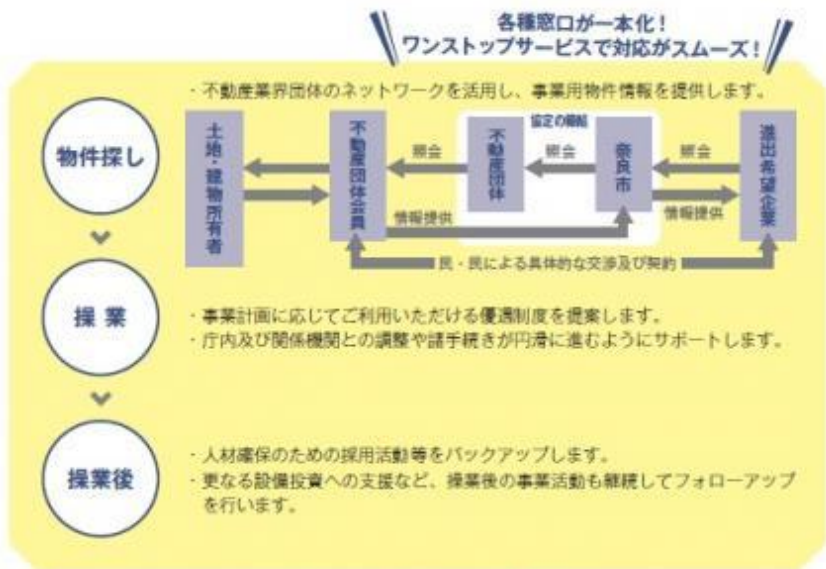 各種窓口が一本化！
ワンストップサービスで対応がスムーズ！
物件探し
・不動産業界団体のネットワークを活用し、事業用物件情報を提供します。
土地・建物所有者
不動産団体会員
照会
協定の締結
不動産団体
照会
奈良市
照会
進出希望企業
情報提供
情報提供
民・民による具体的な交渉及び契約
操業
・事業計画に応じてご利用いただける優遇制度を提案します。
・庁内及び関係機関との調整や諸手続きが円滑に進むようにサポートします。
操業後
・人材確保のための採用活動等をバックアップします。
・更なる設備投資への支援など、操業後の事業活動も継続してフォローアップ
を行います。